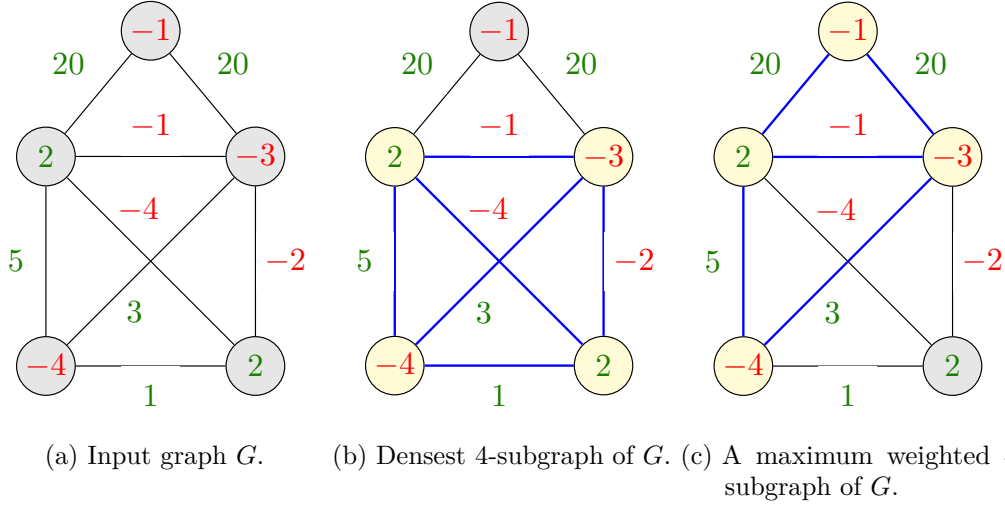 −1 −1 −1
20 20 20 20 20 20
−1 −1 −1
2 −3 2 −3 2 −3
−4 −4 −4
5 −2 5 −2 5 −2
3 3 3
−4 2 −4 2 −4 2
1 1 1
(a) Input graph G. (b) Densest 4-subgraph of G. (c) A maximum weighted
subgraph of G.